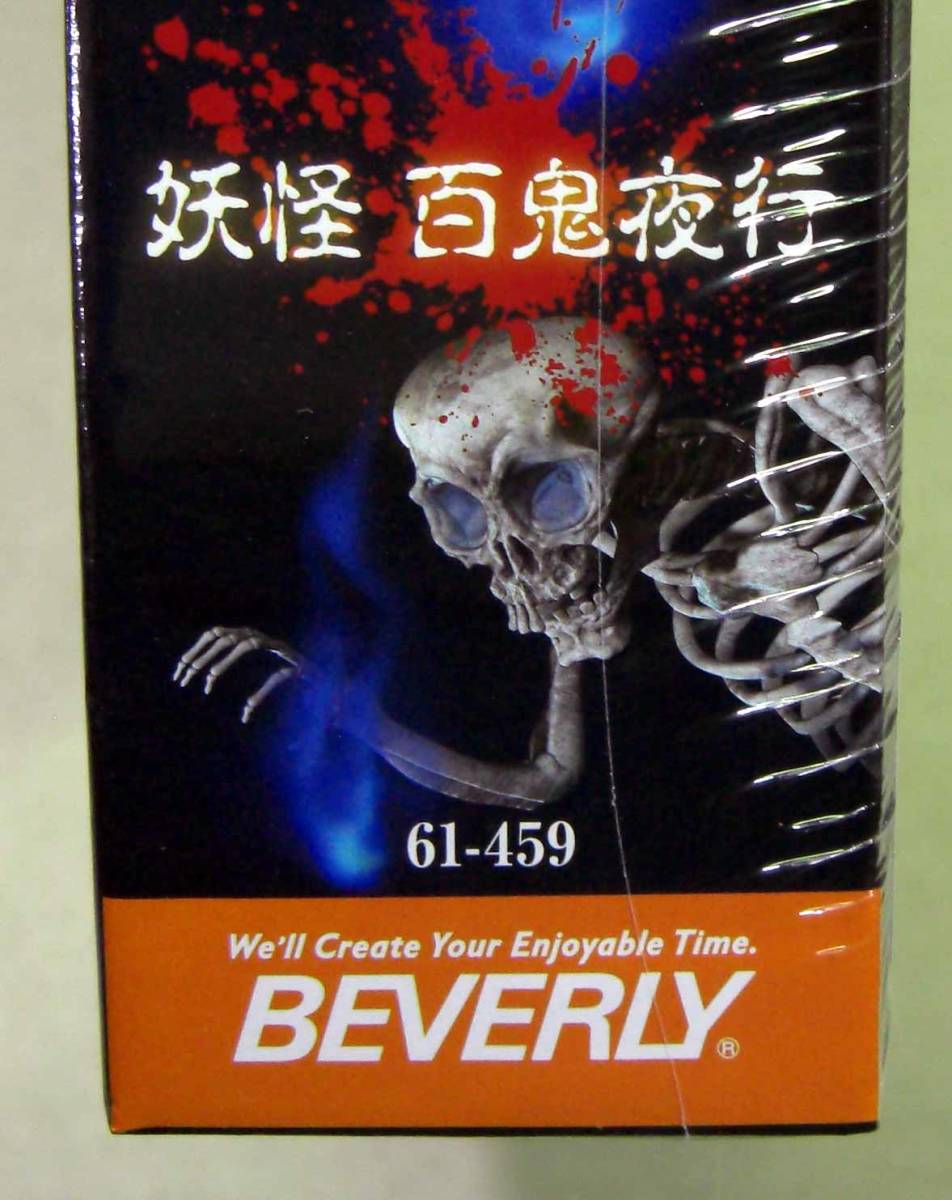 妖怪 百鬼夜行
61-459
We'll Create Your Enjoyable Time.
BEVERLY®